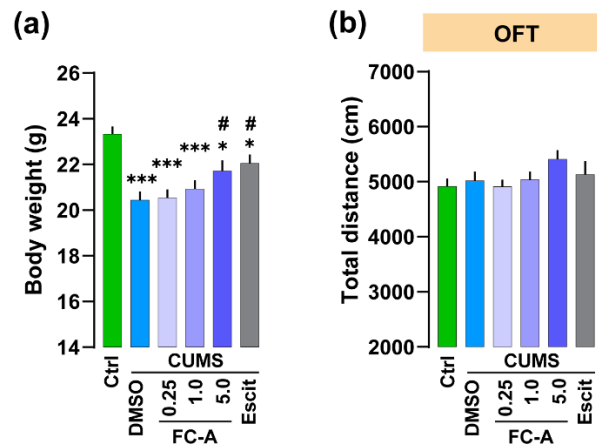 (a)
Body weight (g)
26
24
22
20
18
16
14
***
***
***
#
*
#
*
Ctrl
DMSO
0.25
1.0
5.0
Escit
CUMS
FC-A
(b)
OFT
Total distance (cm)
7000
6000
5000
4000
3000
2000
Ctrl
DMSO
0.25
1.0
5.0
Escit
CUMS
FC-A